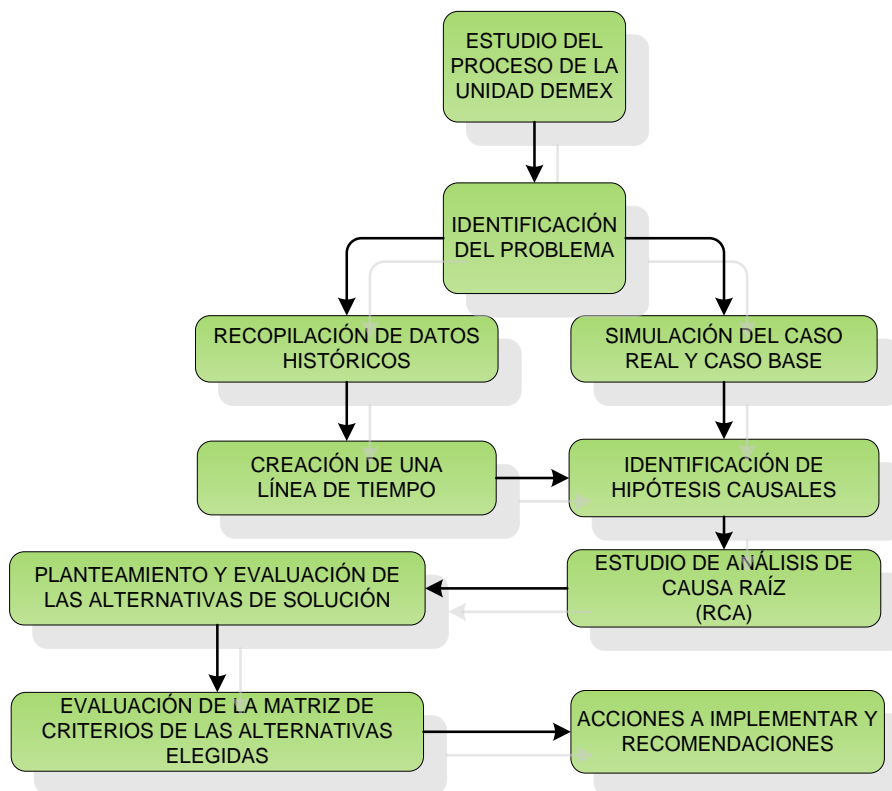 ESTUDIO DEL
PROCESO DE LA
UNIDAD DEMEX
IDENTIFICACIÓN
DEL PROBLEMA
RECOPILACIÓN DE DATOS
HISTÓRICOS
SIMULACIÓN DEL CASO
REAL Y CASO BASE
CREACIÓN DE UNA
LÍNEA DE TIEMPO
IDENTIFICACIÓN DE
HIPÓTESIS CAUSALES
ESTUDIO DE ANÁLISIS DE
CAUSA RAÍZ
(RCA)
PLANTEAMIENTO Y EVALUACIÓN DE
LAS ALTERNATIVAS DE SOLUCIÓN
EVALUACIÓN DE LA MATRIZ DE
CRITERIOS DE LAS ALTERNATIVAS
ELEGIDAS
ACCIONES A IMPLEMENTAR Y
RECOMENDACIONES